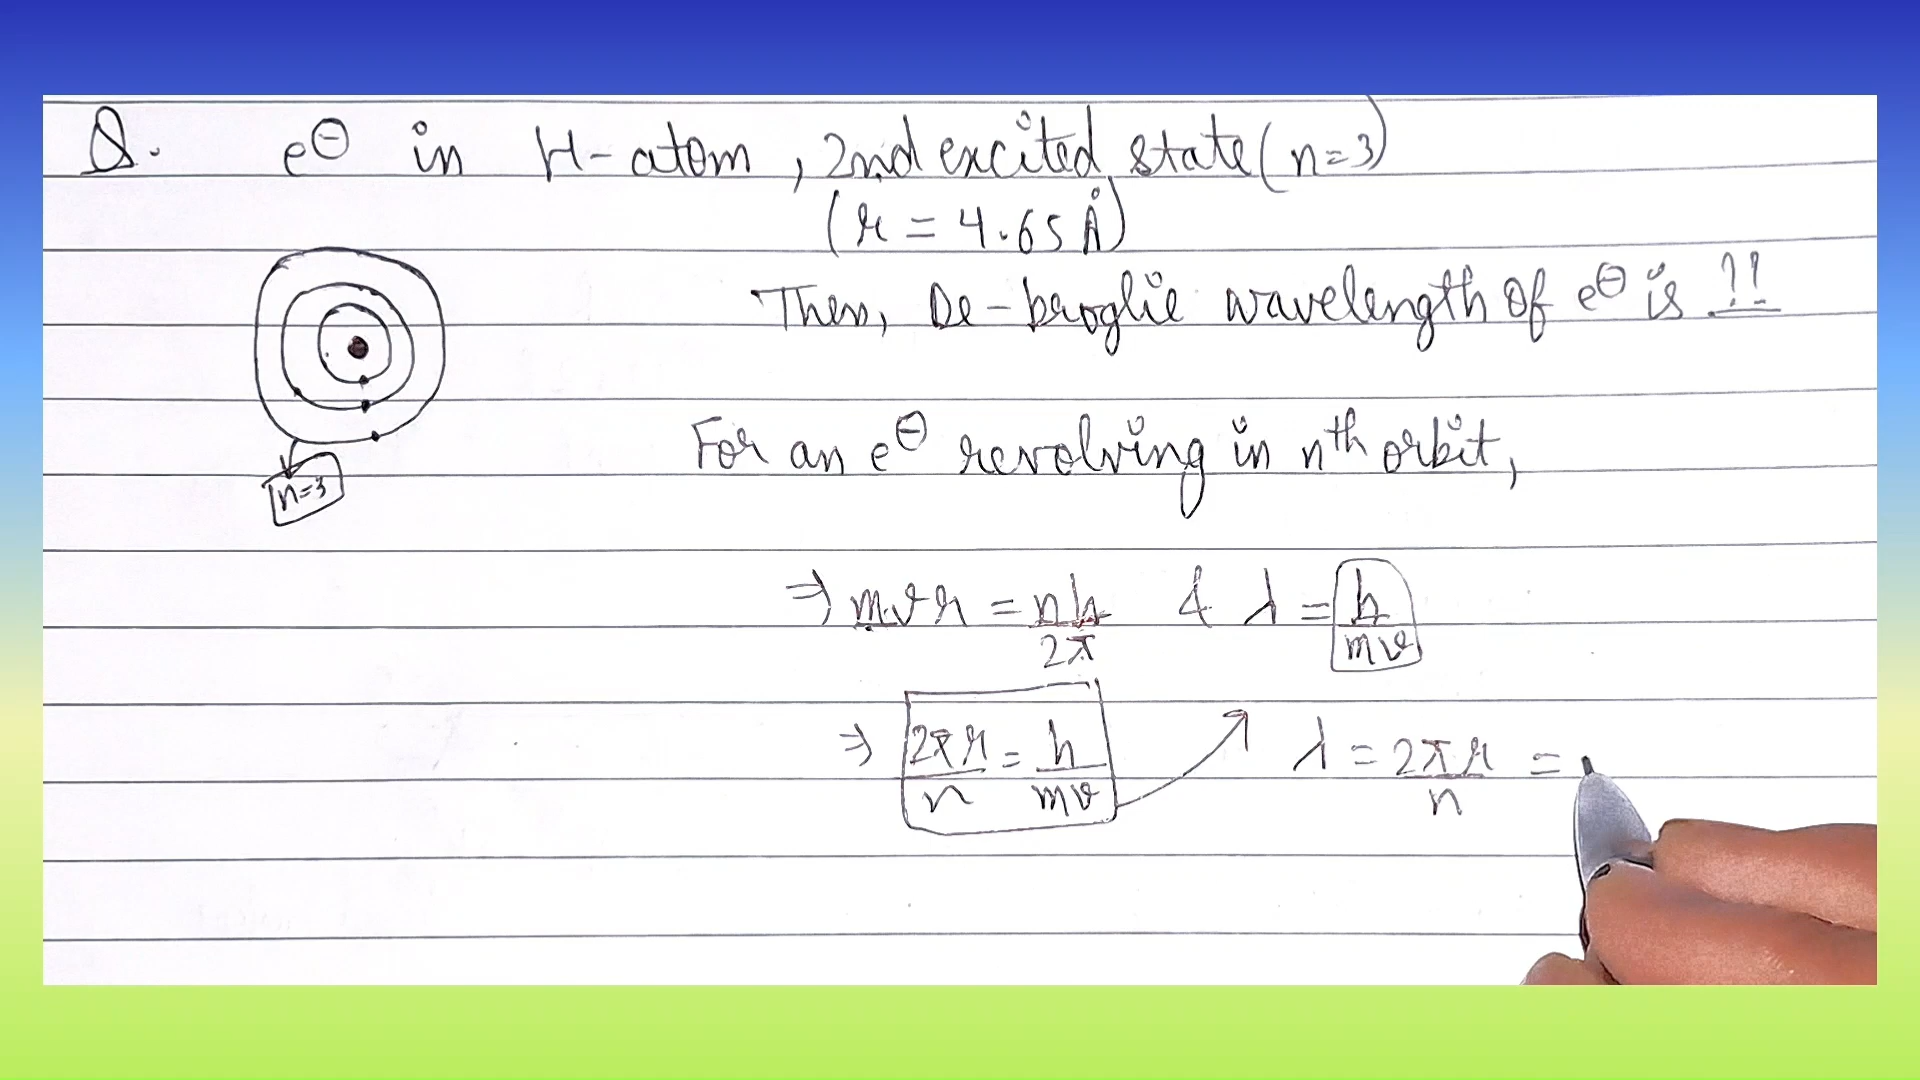 Q. e⊖ in H-atom, 2nd excited state (n=3)
(r = 4.65 Å)
Then, De-broglie wavelength of e⊖ is ??
n=3
For an e⊖ revolving in nth orbit,
⇒ mvr = nh/2π & λ = h/mv
⇒ 2πr/n = h/mv λ = 2πr/n =